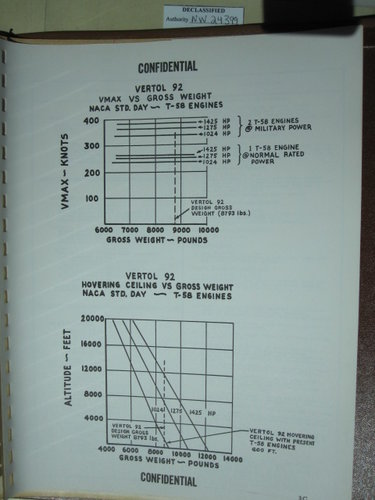 DECLASSIFIED
Authority NW 24399
CONFIDENTIAL
VERTOL 92
VMAX VS GROSS WEIGHT
NACA STD. DAY ~ T-58 ENGINES
400
300
200
100
VMAX ~ KNOTS
1425 HP
1275 HP
1024 HP
2 T-58 ENGINES
@ MILITARY POWER
1425 HP
1275 HP
1024 HP
1 T-58 ENGINE
@ NORMAL RATED
POWER
VERTOL 92
DESIGN GROSS
WEIGHT (8793 lbs.)
6000 7000 8000 9000 10000
GROSS WEIGHT ~ POUNDS
VERTOL 92
HOVERING CEILING VS GROSS WEIGHT
NACA STD. DAY ~ T-58 ENGINES
20000
16000
12000
8000
4000
ALTITUDE ~ FEET
1024 1275 1425 HP
VERTOL 92
DESIGN GROSS
WEIGHT 8793 lbs.
VERTOL 92 HOVERING
CEILING WITH PRESENT
T-58 ENGINES
4000 6000 8000 10000 12000 14000
GROSS WEIGHT ~ POUNDS
CONFIDENTIAL